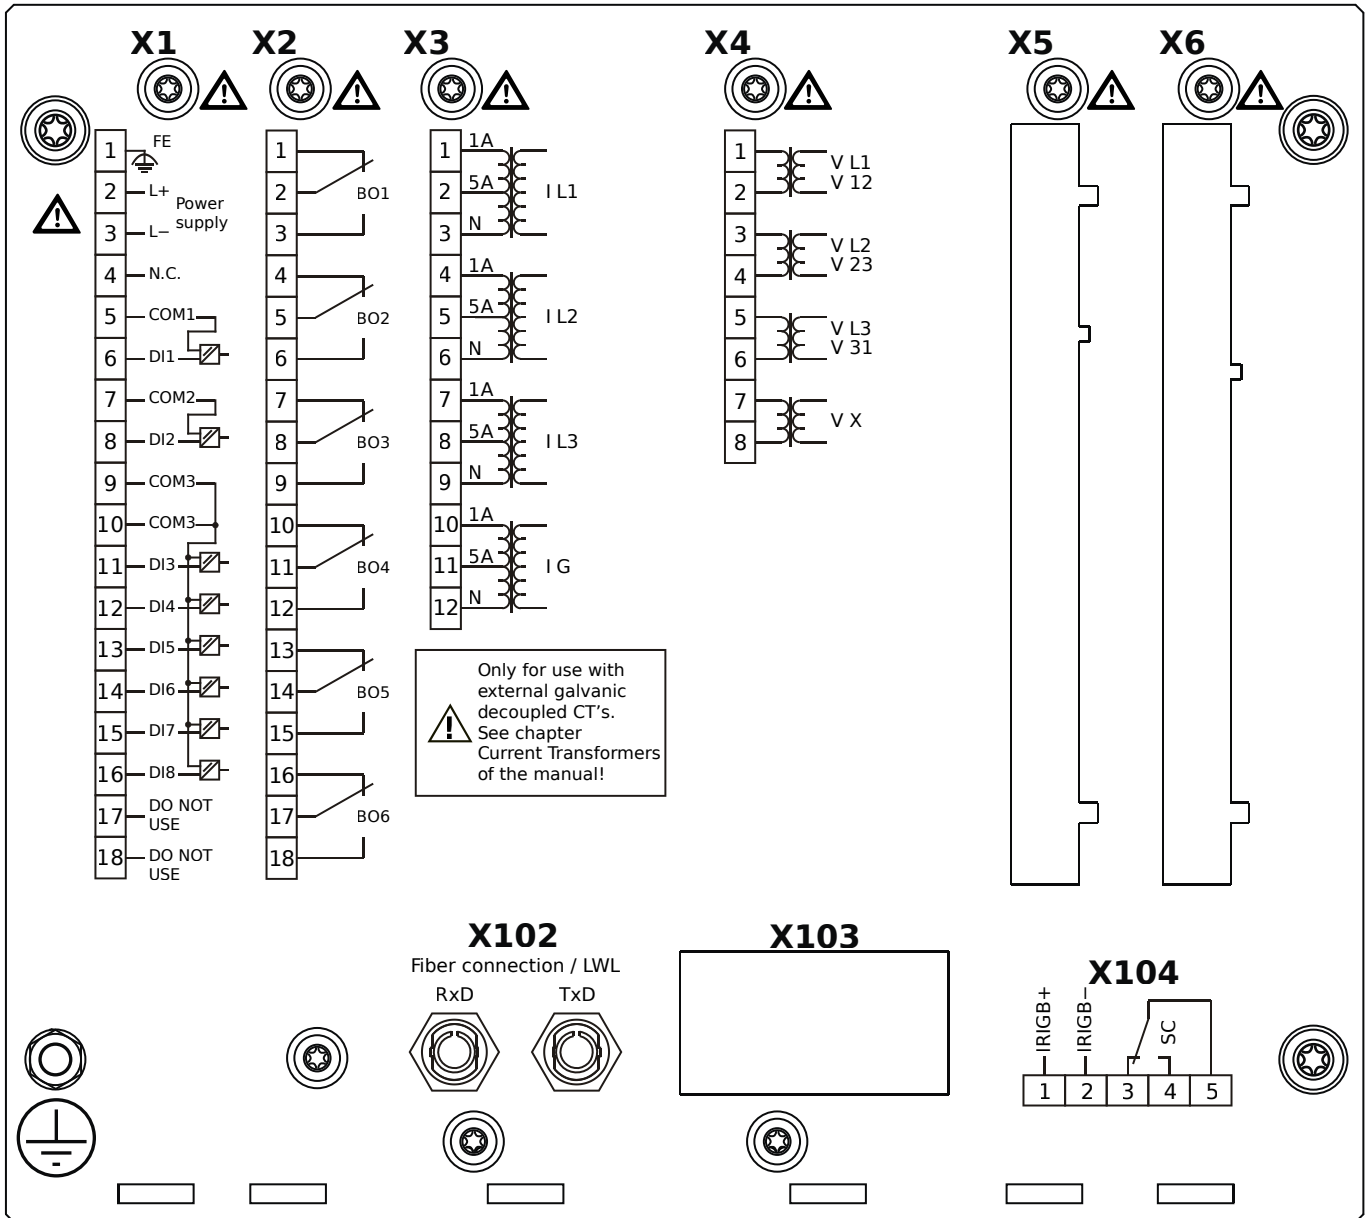 X1
X2
X3
X4
X5
X6
1 FE
2 L+
Power
supply
3 L−
4 N.C.
5 COM1
6 DI1
7 COM2
8 DI2
9 COM3
10 COM3
11 DI3
12 DI4
13 DI5
14 DI6
15 DI7
16 DI8
17 DO NOT
USE
18 DO NOT
USE
1
2 BO1
3
4
5 BO2
6
7
8 BO3
9
10
11 BO4
12
13
14 BO5
15
16
17 BO6
18
1 1A
2 5A I L1
3 N
4 1A
5 5A I L2
6 N
7 1A
8 5A I L3
9 N
10 1A
11 5A I G
12 N
Only for use with
external galvanic
decoupled CT's.
See chapter
Current Transformers
of the manual!
1 V L1
2 V 12
3 V L2
4 V 23
5 V L3
6 V 31
7 V X
8
X102
Fiber connection / LWL
RxD TxD
X103
X104
IRIGB+
IRIGB−
SC
1 2 3 4 5